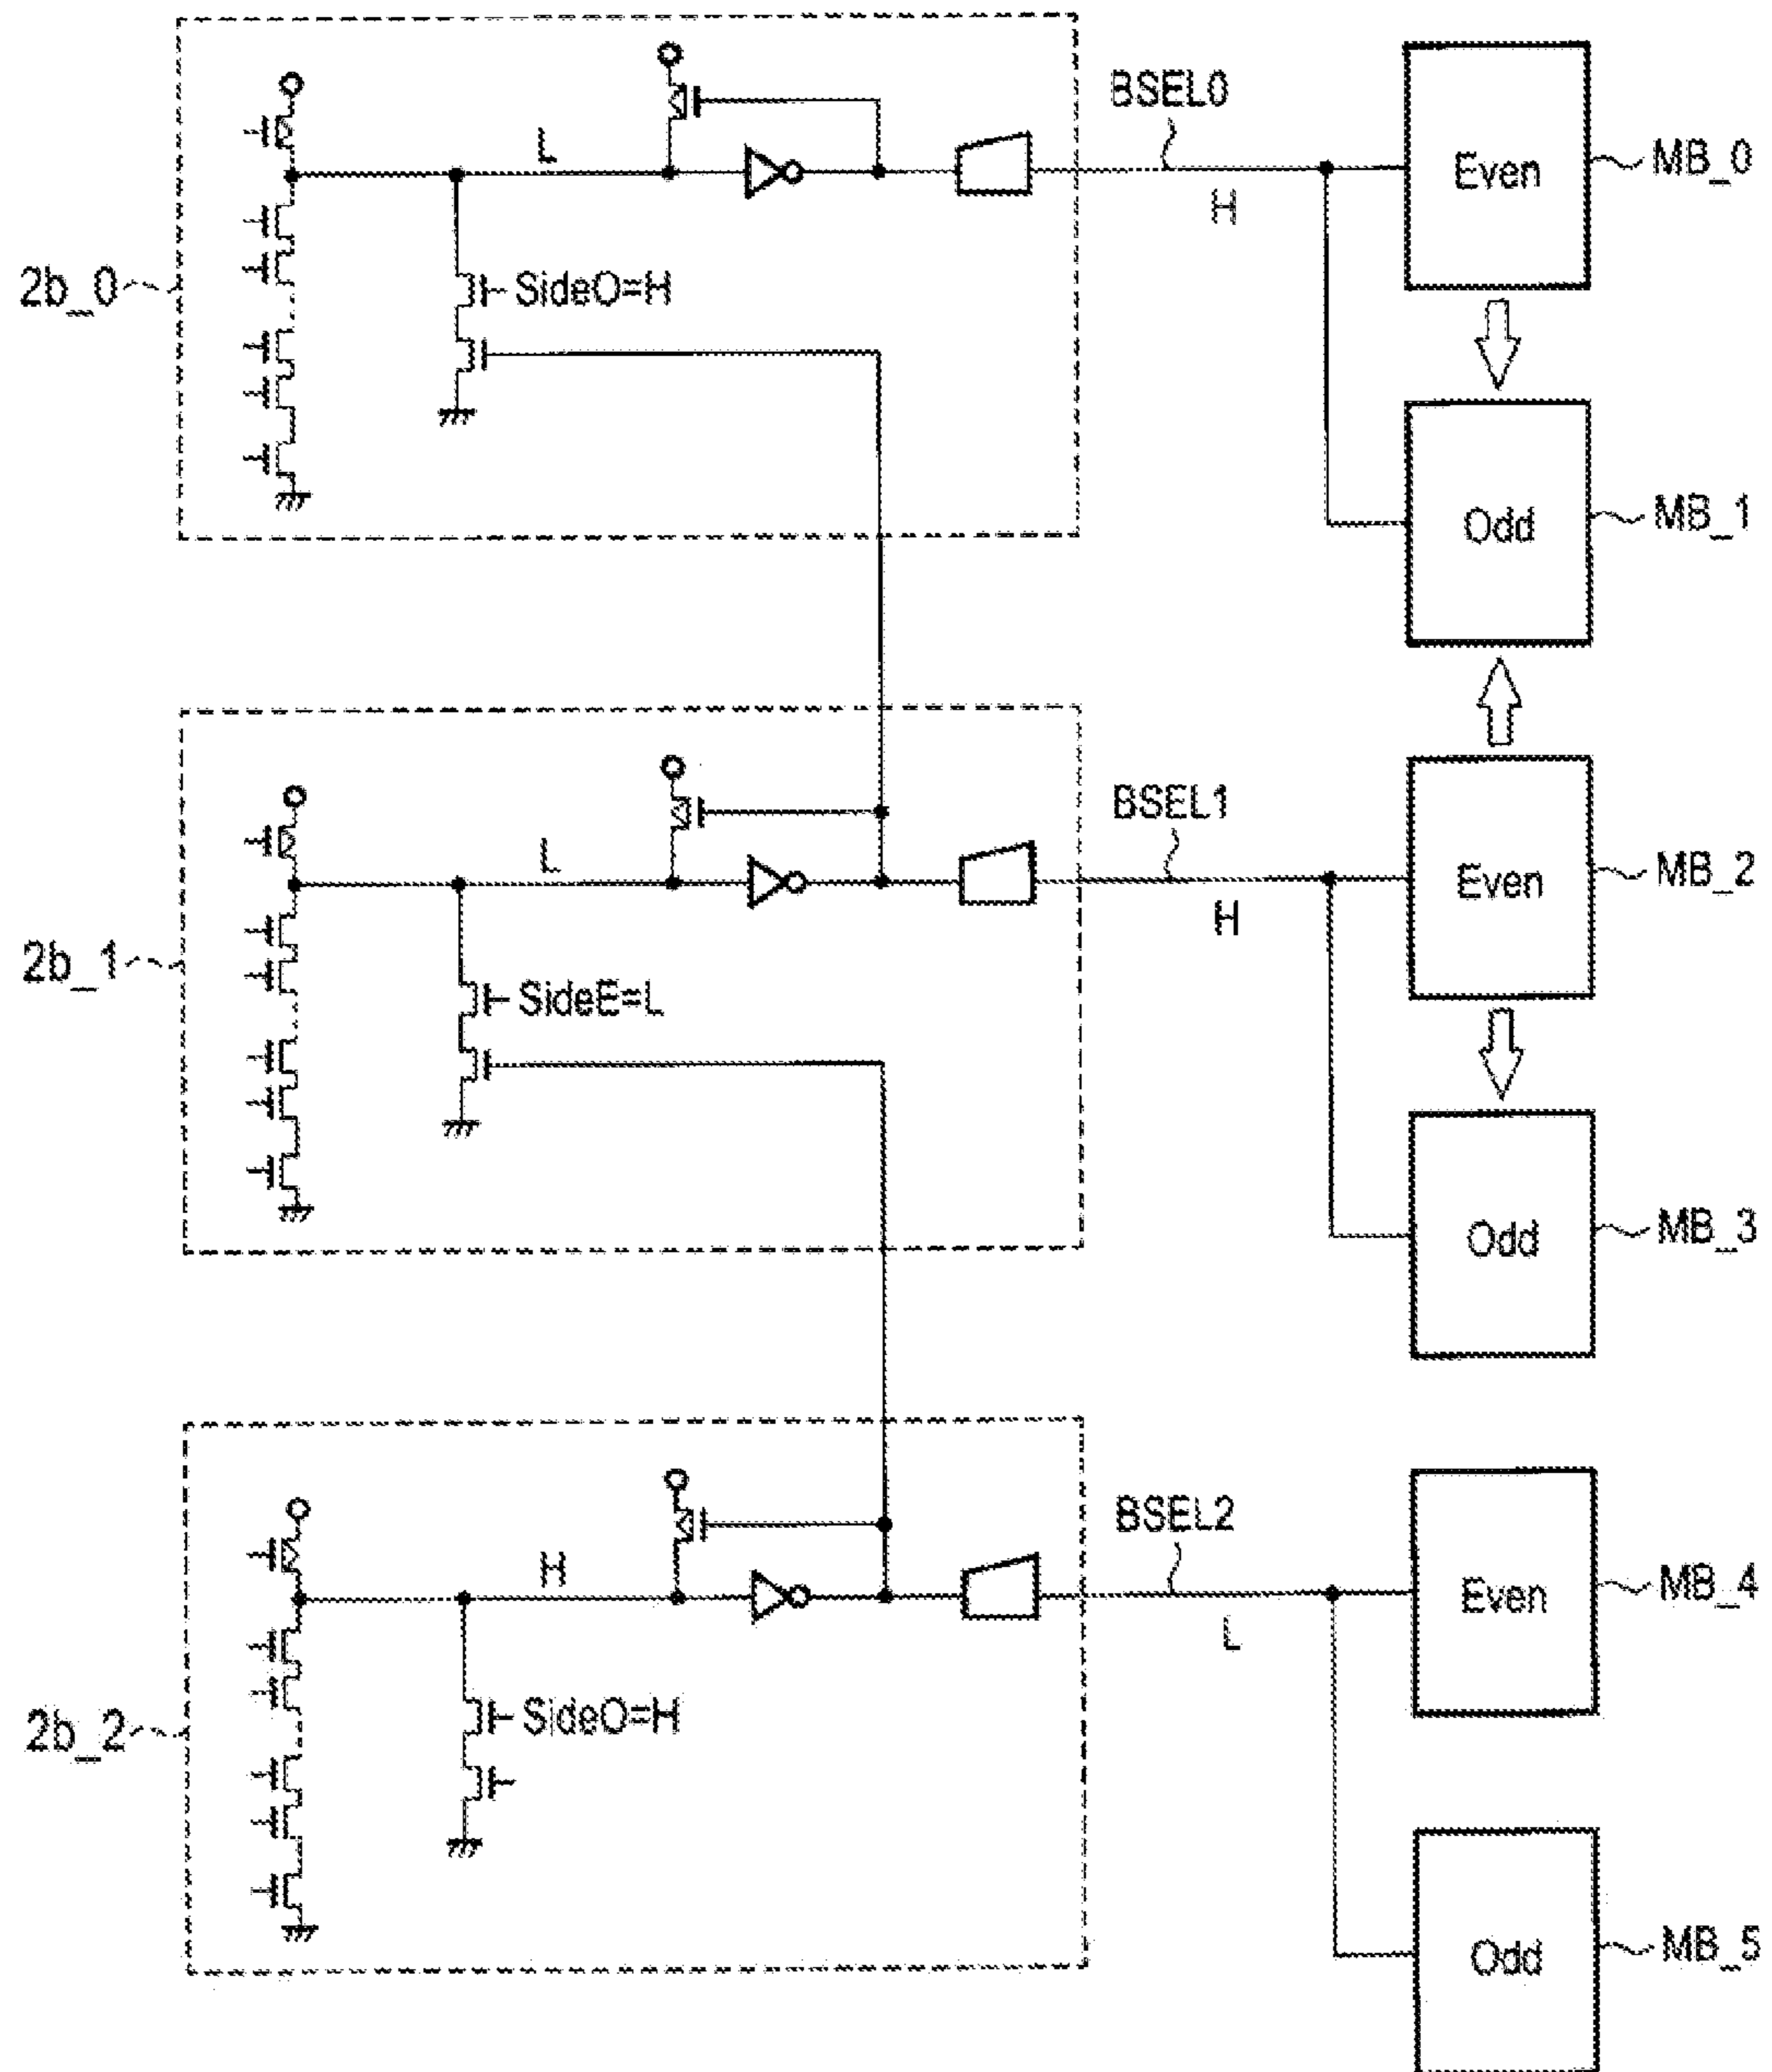 BSEL0
L
Even
MB_0
H
2b_0
SideO=H
Odd
MB_1
BSEL1
L
Even
MB_2
H
2b_1
SideE=L
Odd
MB_3
BSEL2
H
Even
MB_4
L
2b_2
SideO=H
Odd
MB_5